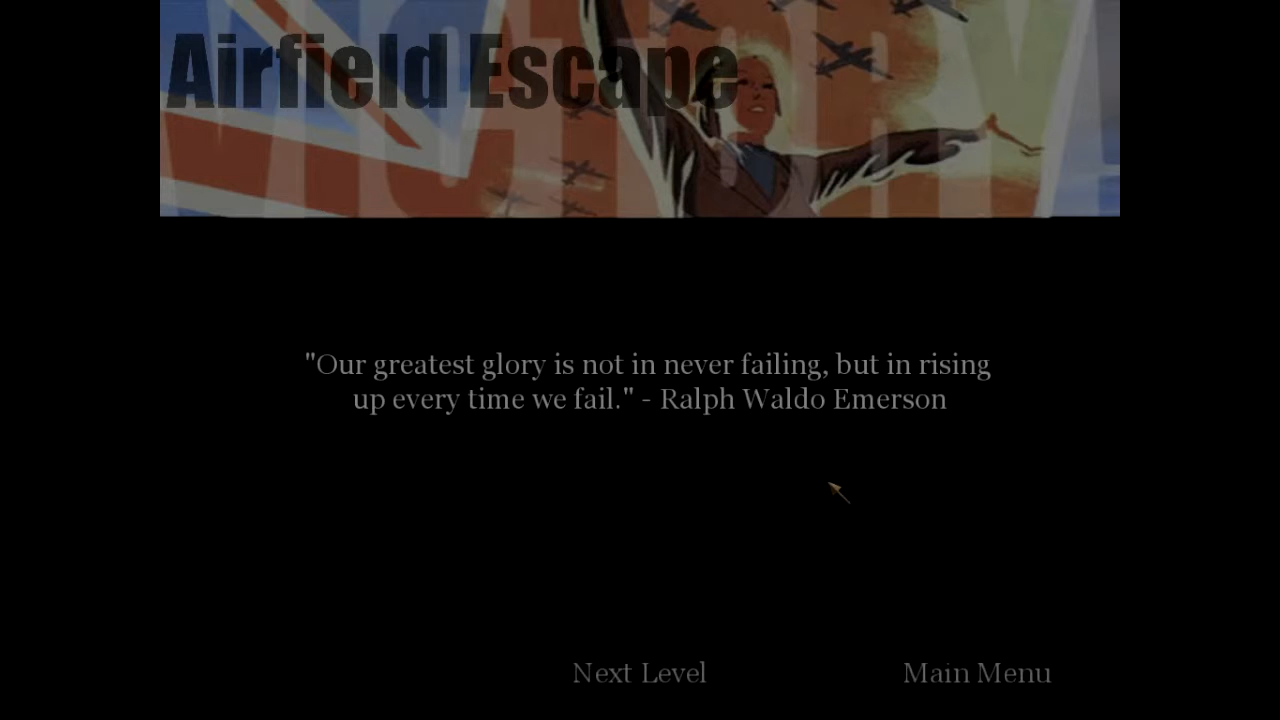 VICTORY
Airfield Escape
"Our greatest glory is not in never failing, but in rising
up every time we fail." - Ralph Waldo Emerson
Next Level
Main Menu